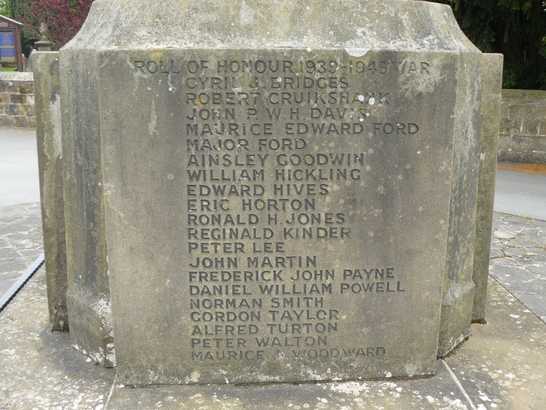 ROLL OF HONOUR 1939-1945 WAR
CYRIL J. BRIDGES
ROBERT CRUIKSHANK
JOHN P. W. H. DAVIS
MAURICE EDWARD FORD
MAJOR FORD
AINSLEY GOODWIN
WILLIAM HICKLING
EDWARD HIVES
ERIC HORTON
RONALD H. JONES
REGINALD KINDER
PETER LEE
JOHN MARTIN
FREDERICK JOHN PAYNE
DANIEL WILLIAM POWELL
NORMAN SMITH
GORDON TAYLOR
ALFRED TURTON
PETER WALTON
MAURICE A WOODWARD